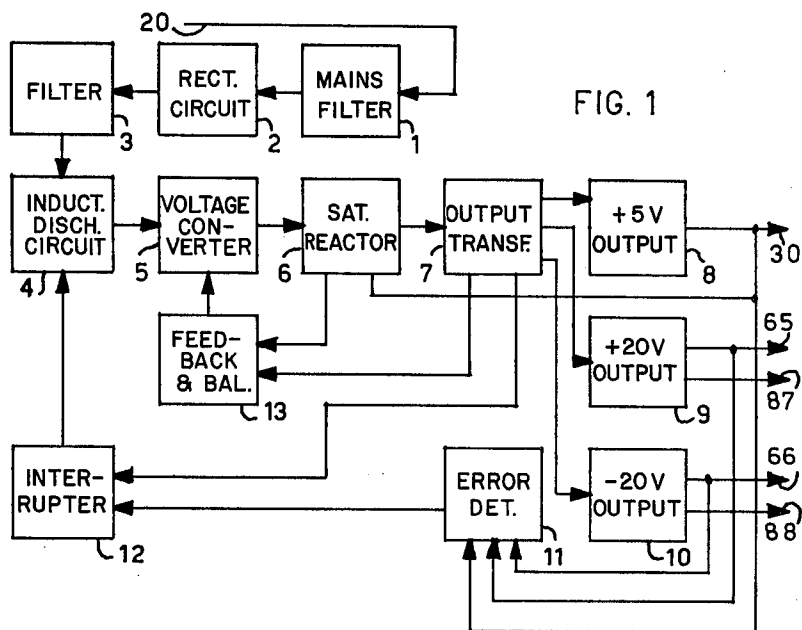 20
FILTER
3
RECT.
CIRCUIT
2
MAINS
FILTER
1
FIG. 1
INDUCT.
DISCH.
CIRCUIT
4
VOLTAGE
CON-
VERTER
5
SAT.
REACTOR
6
OUTPUT
TRANSF.
7
+5V
OUTPUT
8
30
FEED-
BACK
& BAL.
13
+20V
OUTPUT
9
65
87
INTER-
RUPTER
12
ERROR
DET.
11
-20V
OUTPUT
10
66
88